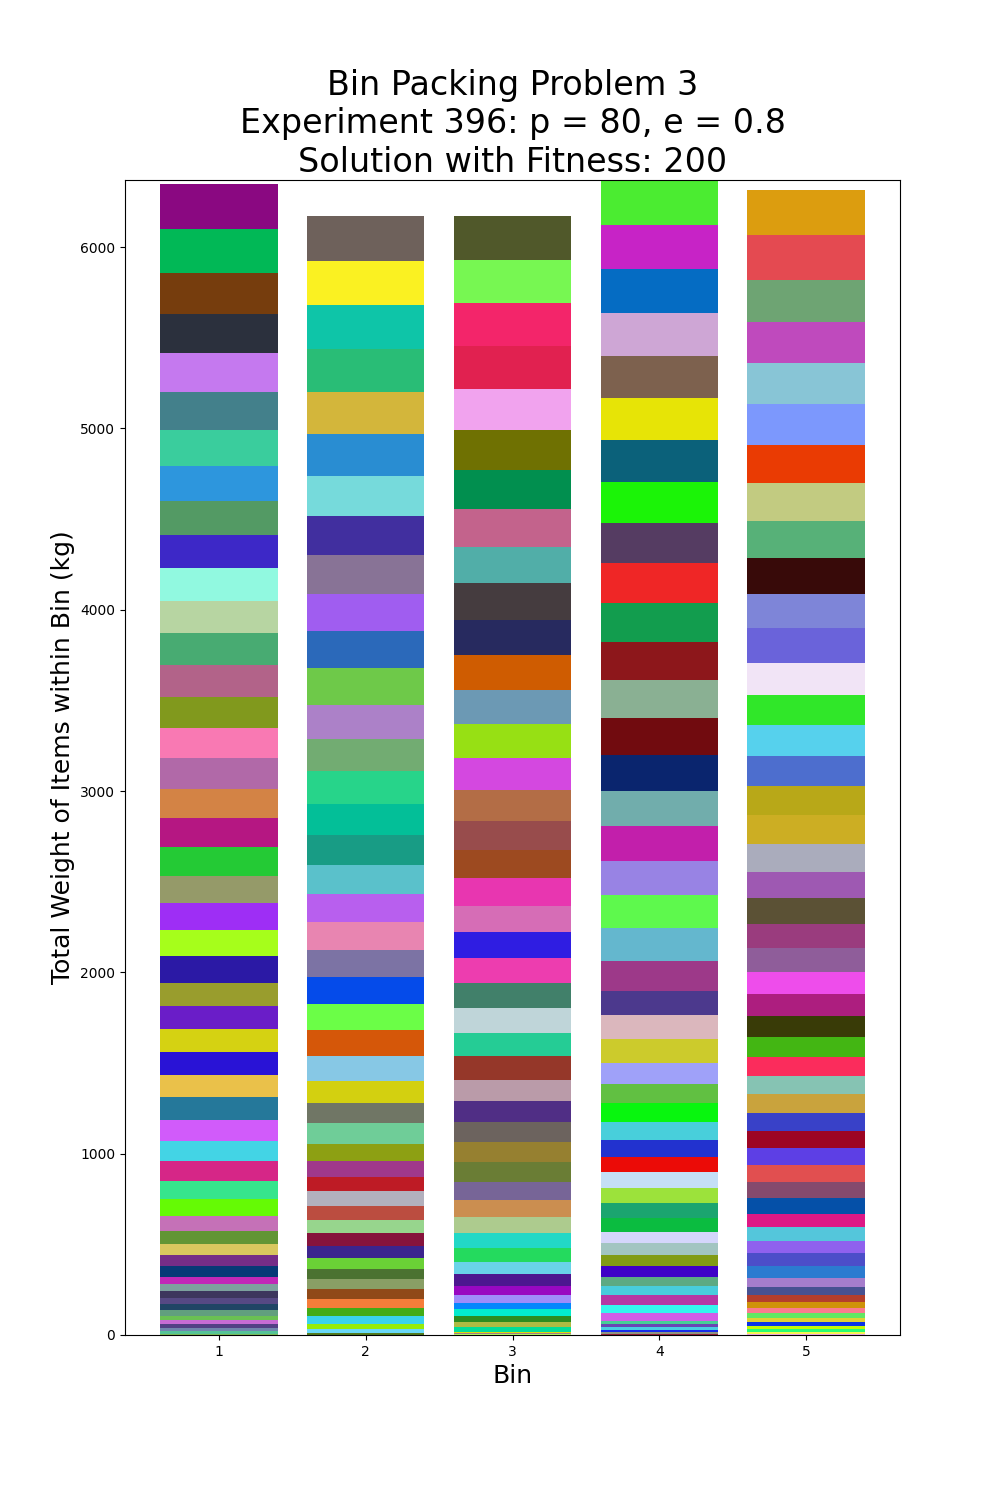 Bin Packing Problem 3
Experiment 396: p = 80, e = 0.8
Solution with Fitness: 200
Total Weight of Items within Bin (kg)
6000
5000
4000
3000
2000
1000
0
1 2 3 4 5
Bin